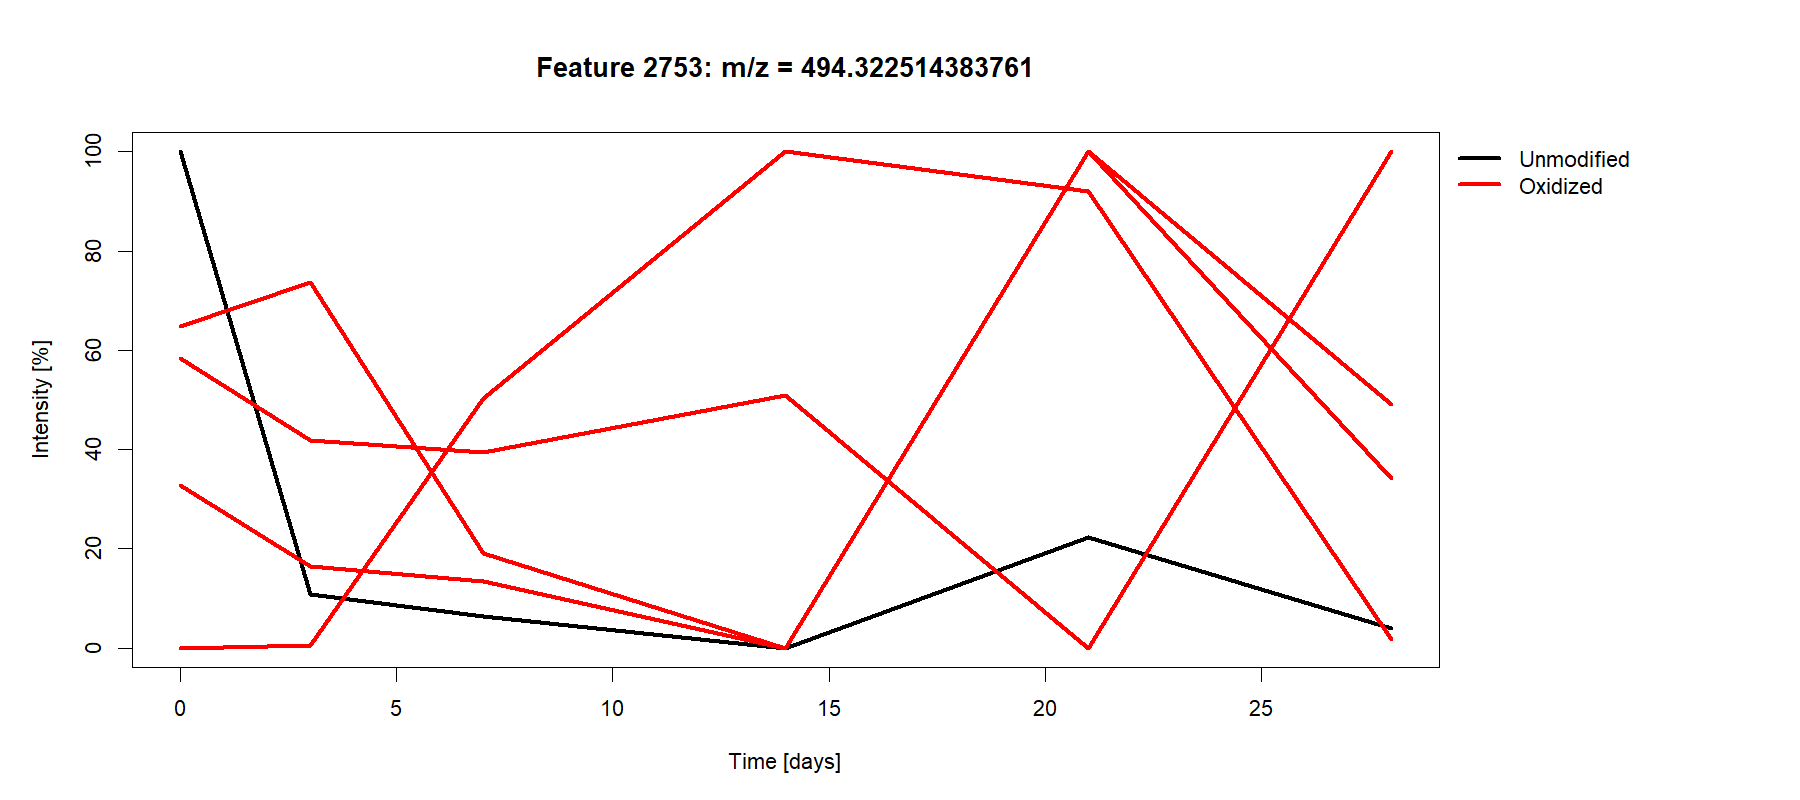 Feature 2753: m/z = 494.322514383761
Unmodified
Oxidized
Intensity [%]
100
80
60
40
20
0
0 5 10 15 20 25
Time [days]